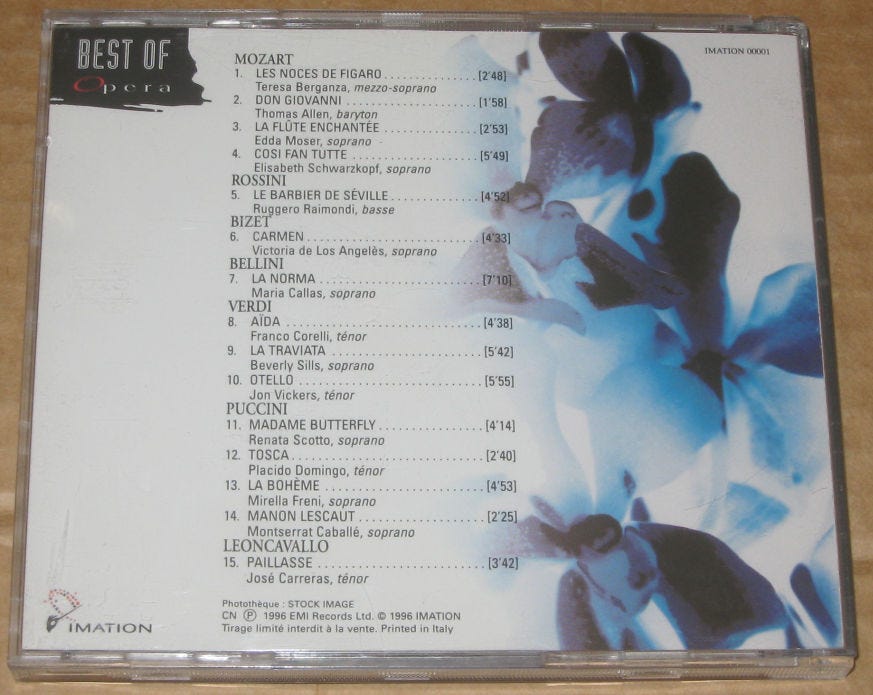 BEST OF
Opera
IMATION 00001
MOZART
1. LES NOCES DE FIGARO...............[2'48]
Teresa Berganza, mezzo-soprano
2. DON GIOVANNI.....................[1'58]
Thomas Allen, baryton
3. LA FLÛTE ENCHANTÉE...............[2'53]
Edda Moser, soprano
4. COSI FAN TUTTE....................[5'49]
Elisabeth Schwarzkopf, soprano
ROSSINI
5. LE BARBIER DE SÉVILLE..............[4'52]
Ruggero Raimondi, basse
BIZET
6. CARMEN...........................[4'33]
Victoria de Los Angelès, soprano
BELLINI
7. LA NORMA.........................[7'10]
Maria Callas, soprano
VERDI
8. AÏDA..............................[4'38]
Franco Corelli, ténor
9. LA TRAVIATA.......................[5'42]
Beverly Sills, soprano
10. OTELLO...........................[5'55]
Jon Vickers, ténor
PUCCINI
11. MADAME BUTTERFLY................[4'14]
Renata Scotto, soprano
12. TOSCA............................[2'40]
Placido Domingo, ténor
13. LA BOHÈME........................[4'53]
Mirella Freni, soprano
14. MANON LESCAUT...................[2'25]
Montserrat Caballé, soprano
LEONCAVALLO
15. PAILLASSE.........................[3'42]
José Carreras, ténor
Photothèque : STOCK IMAGE
CN Ⓟ 1996 EMI Records Ltd. © 1996 IMATION
Tirage limité interdit à la vente. Printed in Italy
IMATION